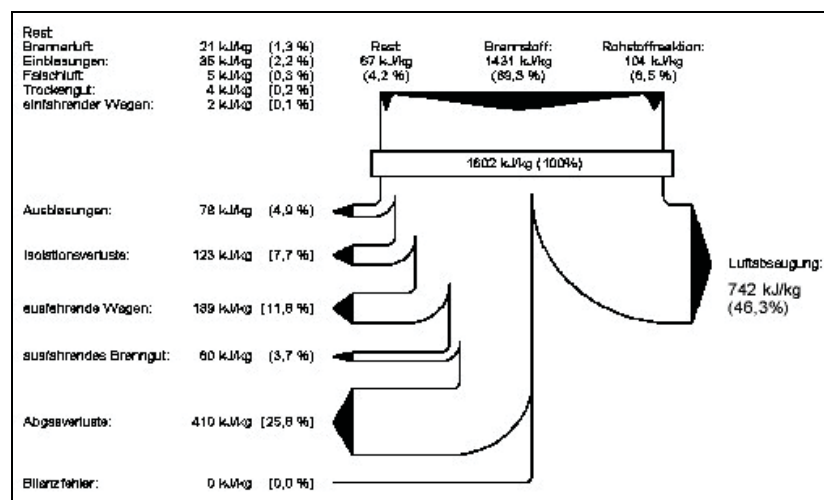 Rest
Brennerluft: 21 kJ/kg (1,3 %)
Einblasungen: 35 kJ/kg (2,2 %)
Falschluft: 5 kJ/kg (0,3 %)
Trockengut: 4 kJ/kg (0,2 %)
einfahrender Wagen: 2 kJ/kg (0,1 %)
Rest: 67 kJ/kg (4,2 %)
Brennstoff: 1431 kJ/kg (89,3 %)
Rohstoffreaktion: 104 kJ/kg (6,5 %)
1602 kJ/kg (100%)
Ausblasungen: 78 kJ/kg (4,9 %)
Isolationsverluste: 123 kJ/kg (7,7 %)
ausfahrende Wagen: 189 kJ/kg (11,8 %)
ausfahrendes Brenngut: 60 kJ/kg (3,7 %)
Abgasverluste: 410 kJ/kg (25,6 %)
Bilanzfehler: 0 kJ/kg (0,0 %)
Luftabsaugung:
742 kJ/kg
(46,3%)